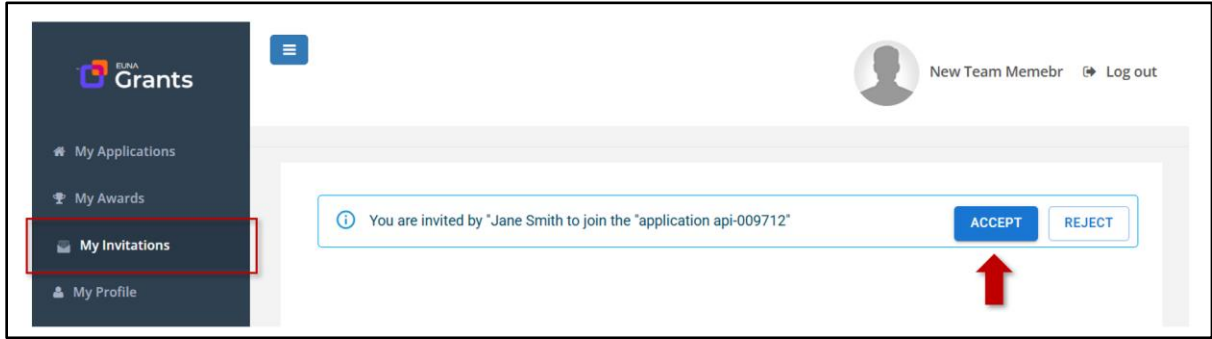 EUNA
Grants
New Team Memebr
Log out
My Applications
My Awards
My Invitations
My Profile
You are invited by "Jane Smith to join the "application api-009712"
ACCEPT
REJECT